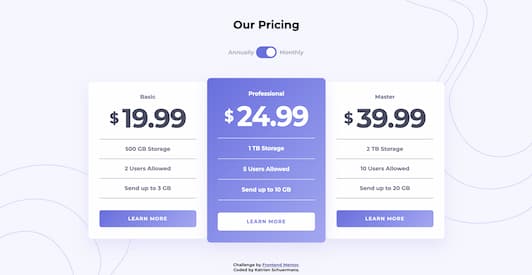 Our Pricing
Annually Monthly
Basic
$19.99
500 GB Storage
2 Users Allowed
Send up to 3 GB
LEARN MORE
Professional
$24.99
1 TB Storage
5 Users Allowed
Send up to 10 GB
LEARN MORE
Master
$39.99
2 TB Storage
10 Users Allowed
Send up to 20 GB
LEARN MORE
Challenge by Frontend Mentor.
Coded by Katrien Schuermans.